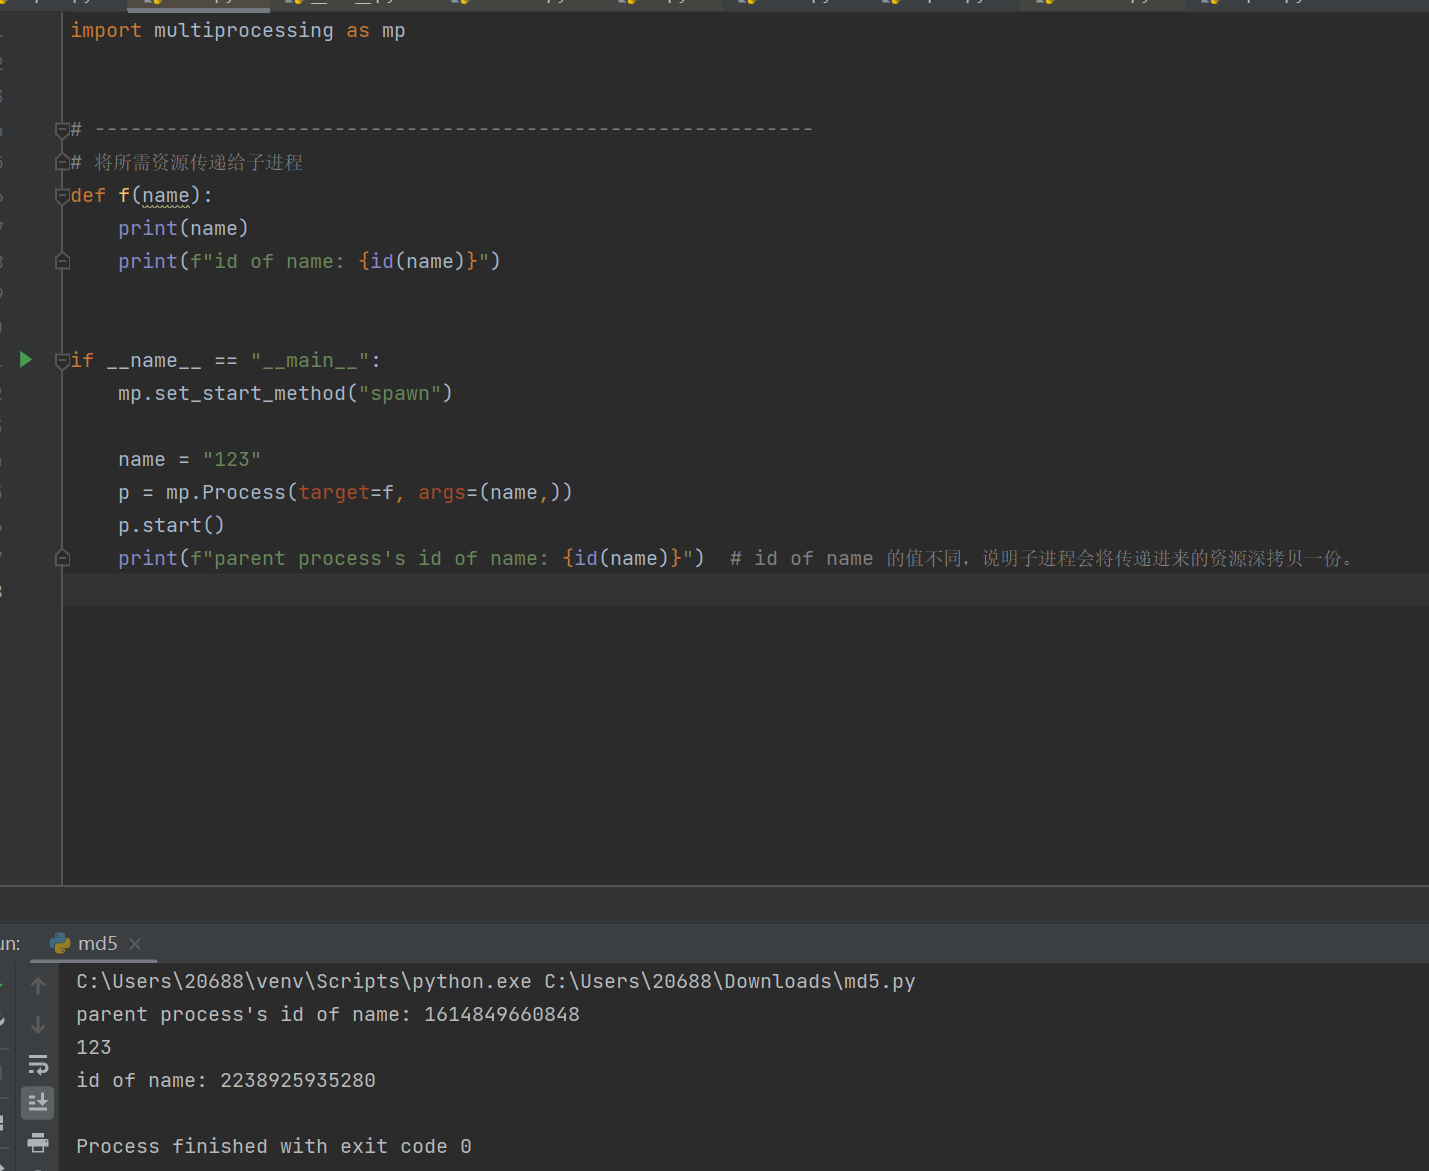 import multiprocessing as mp
# ------------------------------------------------------------
# 将所需资源传递给子进程
def f(name):
    print(name)
    print(f"id of name: {id(name)}")
if __name__ == "__main__":
    mp.set_start_method("spawn")
    name = "123"
    p = mp.Process(target=f, args=(name,))
    p.start()
    print(f"parent process's id of name: {id(name)}")  # id of name 的值不同，说明子进程会将传递进来的资源深拷贝一份。
un: md5
C:\Users\20688\venv\Scripts\python.exe C:\Users\20688\Downloads\md5.py
parent process's id of name: 1614849660848
123
id of name: 2238925935280
Process finished with exit code 0